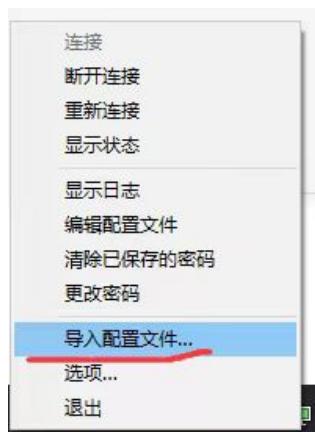 连接
断开连接
重新连接
显示状态
显示日志
编辑配置文件
清除已保存的密码
更改密码
导入配置文件...
选项...
退出